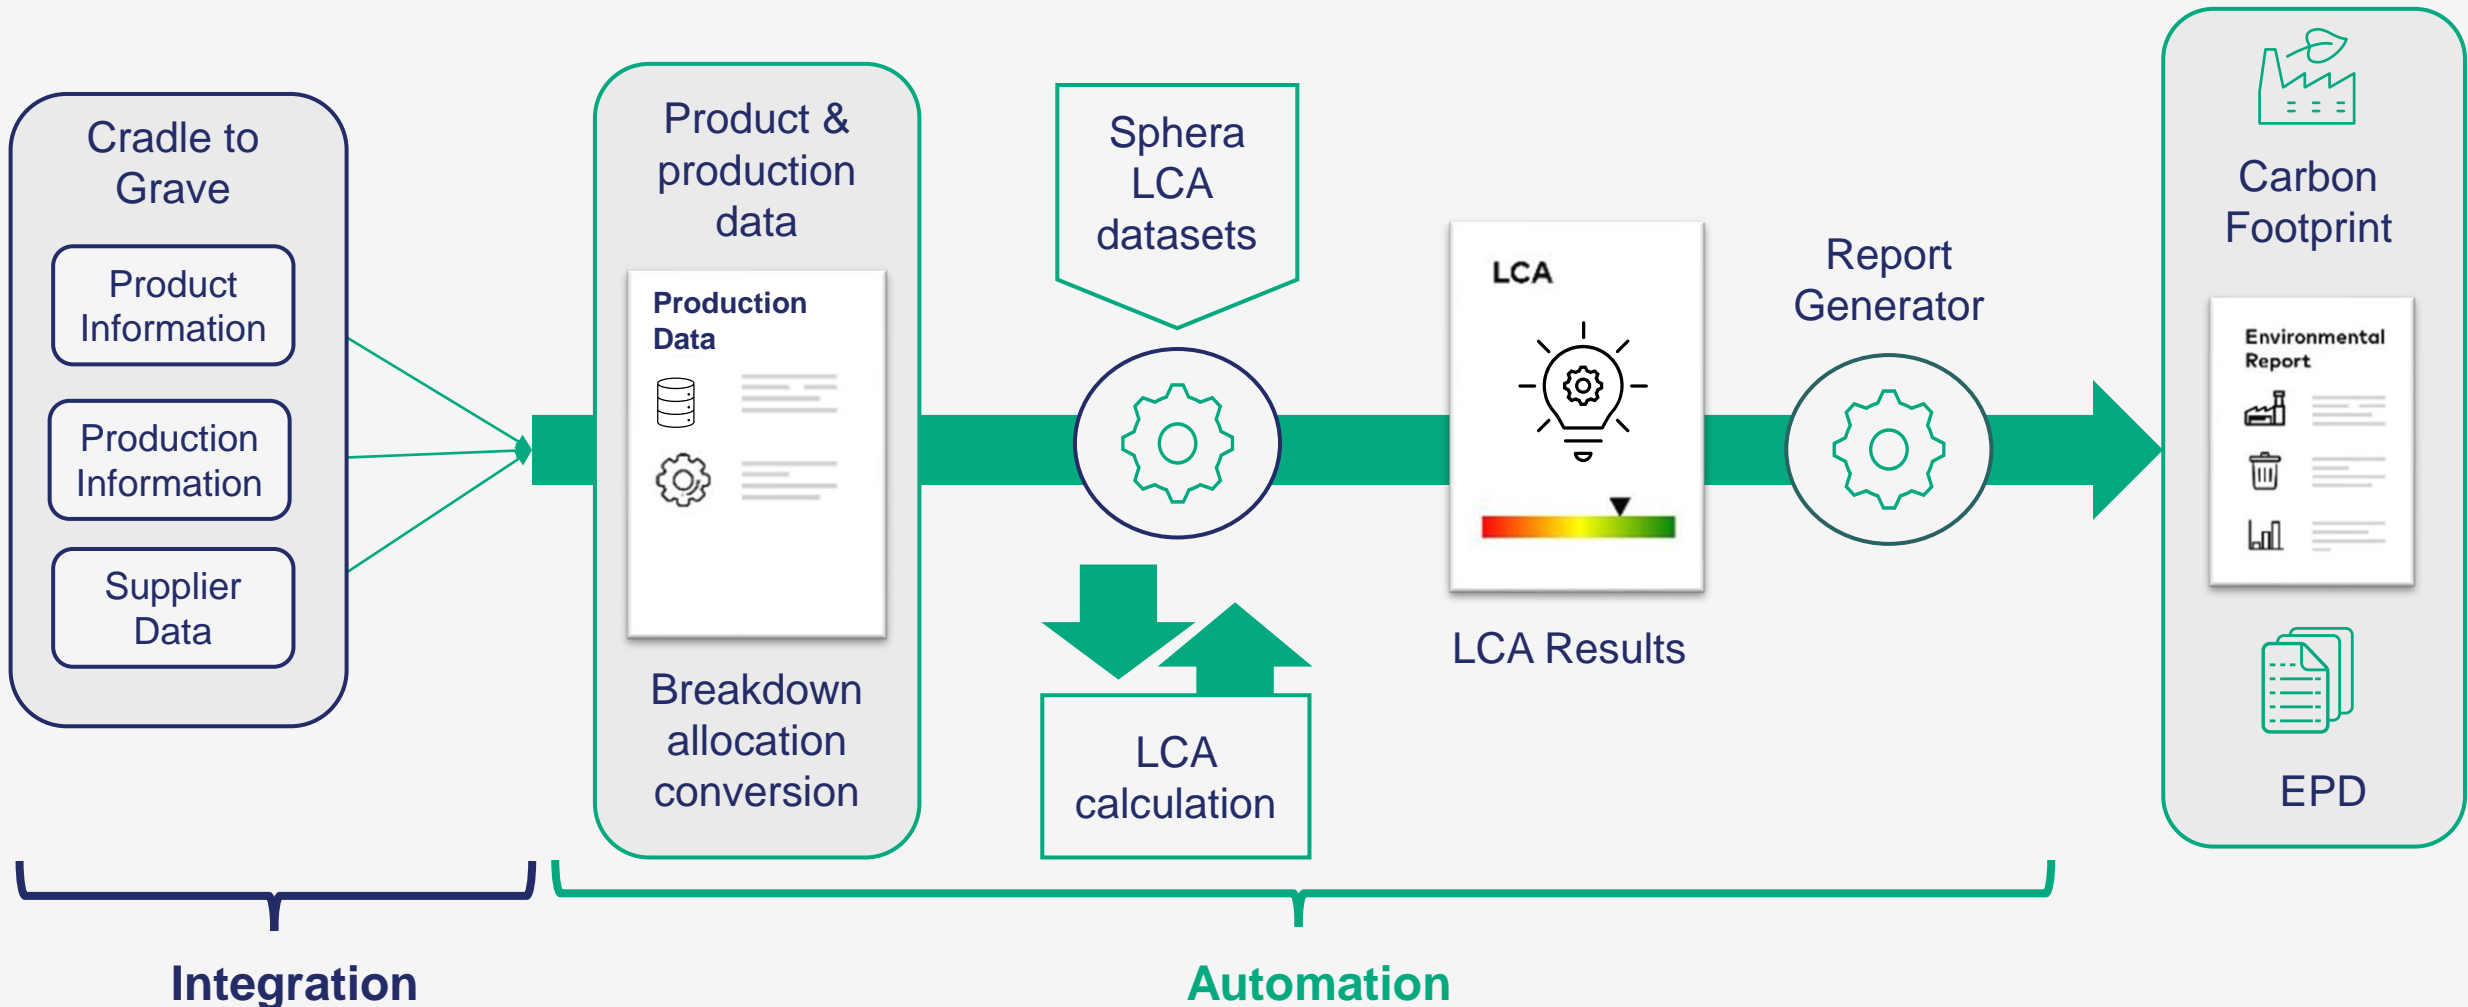 Cradle to
Grave
Product
Information
Production
Information
Supplier
Data
Product &
production
data
Production
Data
Breakdown
allocation
conversion
Sphera
LCA
datasets
LCA
calculation
LCA
LCA Results
Report
Generator
Carbon
Footprint
Environmental
Report
EPD
Integration
Automation